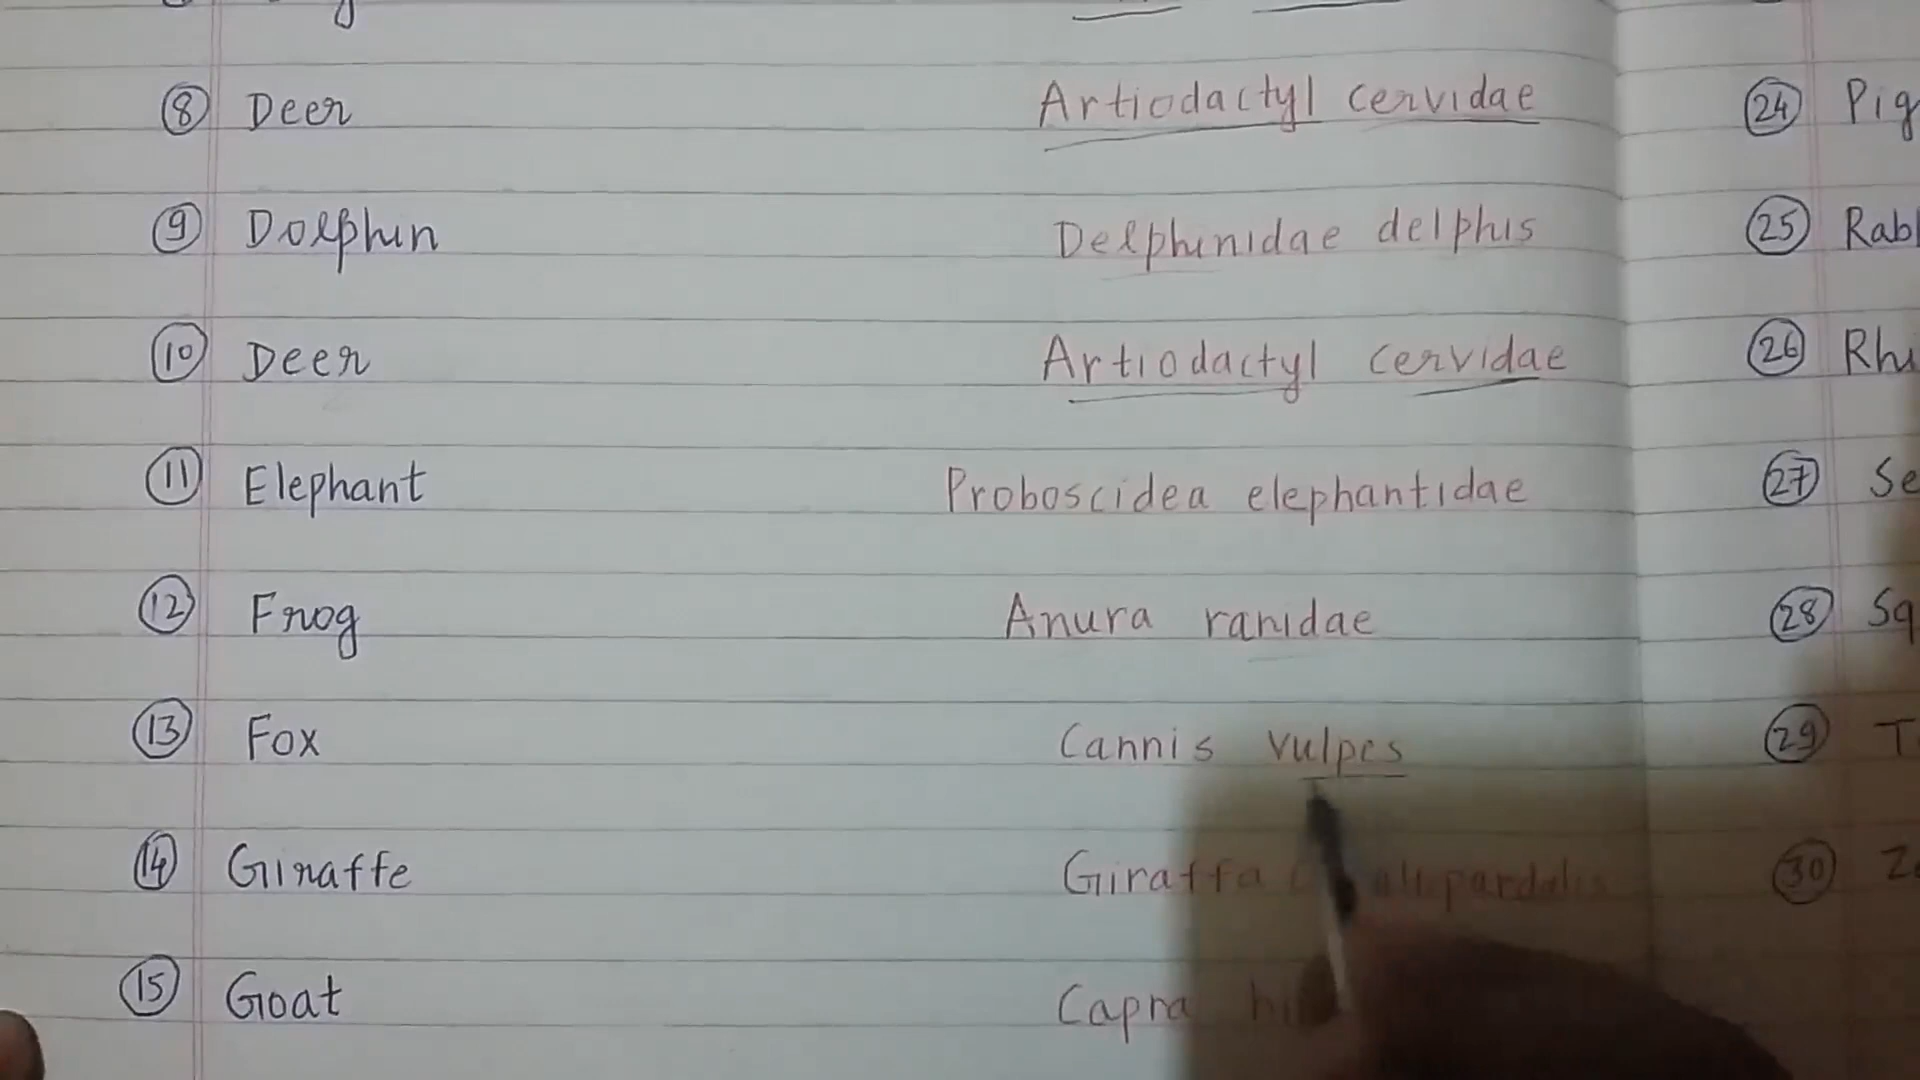 8 Deer Artiodactyl cervidae
9 Dolphin Delphinidae delphis
10 Deer Artiodactyl cervidae
11 Elephant Proboscidea elephantidae
12 Frog Anura ranidae
13 Fox Cannis vulpes
14 Giraffe Giraffa
15 Goat Capra
24 Pig
25 Rab
26 Rhi
27 Se
28 Sq
29 T
30 Ze